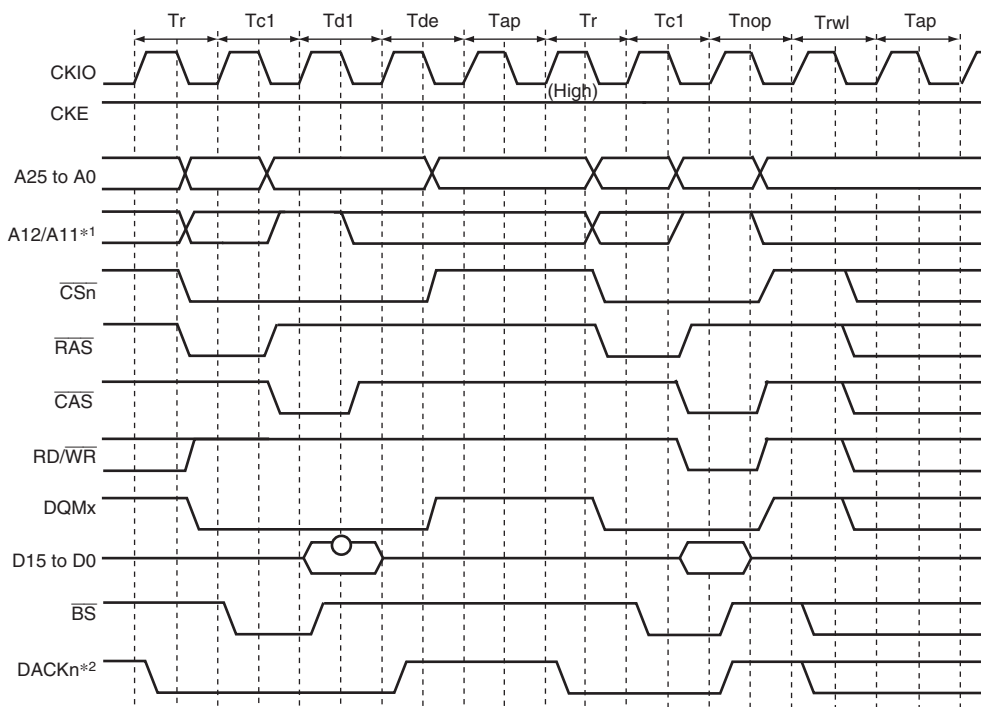 Tr Tc1 Td1 Tde Tap Tr Tc1 Tnop Trwl Tap
CKIO
(High)
CKE
A25 to A0
A12/A11*1
CSn
RAS
CAS
RD/WR
DQMx
D15 to D0
BS
DACKn*2